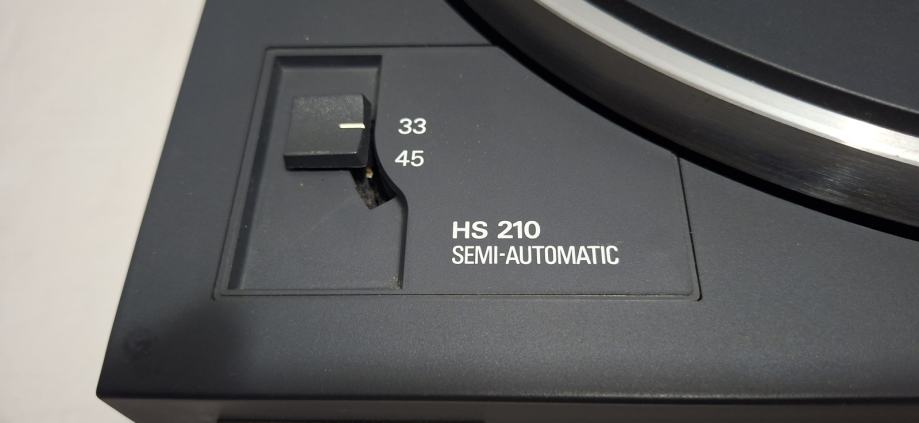 33
45
HS 210
SEMI-AUTOMATIC